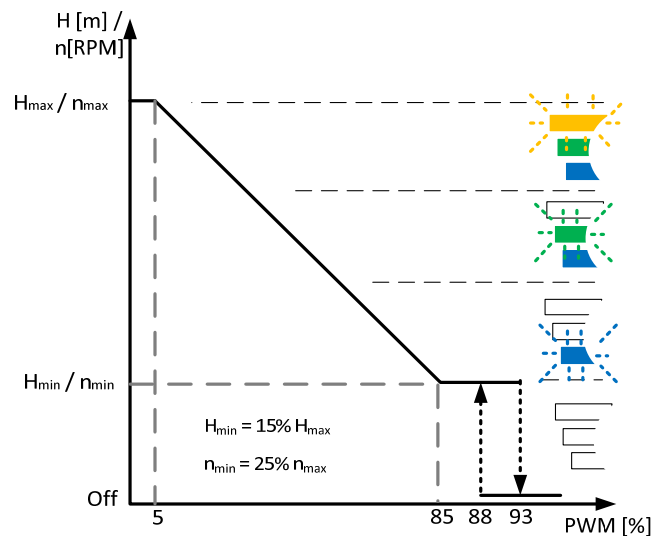 H [m] /
n[RPM]
Hmax / nmax
Hmin / nmin
Hmin = 15% Hmax
nmin = 25% nmax
Off
5
85
88
93
PWM [%]